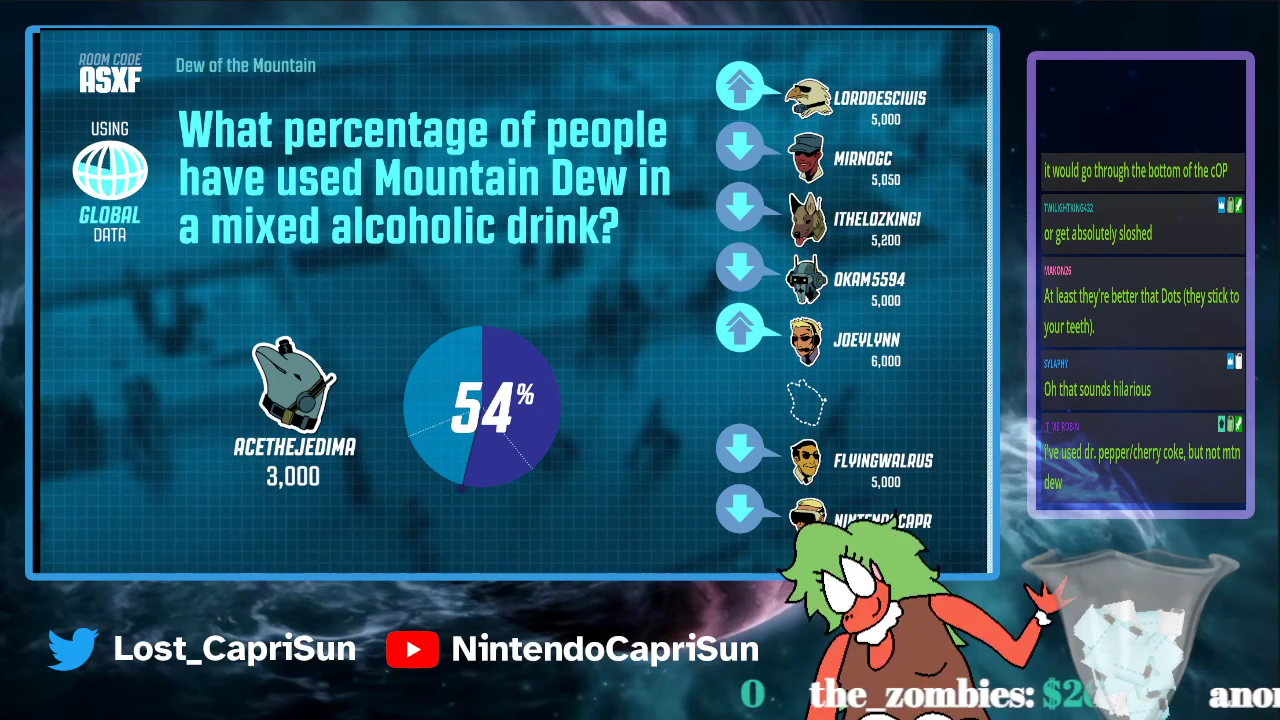 ROOM CODE
ASXF
USING
GLOBAL
DATA
Dew of the Mountain
What percentage of people
have used Mountain Dew in
a mixed alcoholic drink?
ACETHEJEDIMA
3,000
54%
LORDDESCIUIS
5,000
MIRNOGC
5,050
ITHELOZKINGI
5,200
OKAM5594
5,000
JOEYLYNN
6,000
FLYINGWALRUS
5,000
it would go through the bottom of the cOP
TWILIGHTKING432
or get absolutely sloshed
MAKON26
At least they're better that Dots (they stick to
your teeth).
SYLAPHY
Oh that sounds hilarious
i've used dr. pepper/cherry coke, but not mtn
dew
Lost_CapriSun
NintendoCapriSun
0 the_zombies: